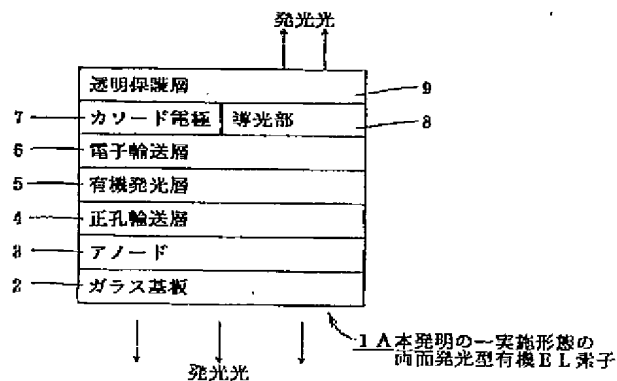 発光光
透明保護層 9
7 カソード電極 導光部 8
6 電子輸送層
5 有機発光層
4 正孔輸送層
3 アノード
2 ガラス基板
1A本発明の一実施形態の
両面発光型有機EL素子
発光光